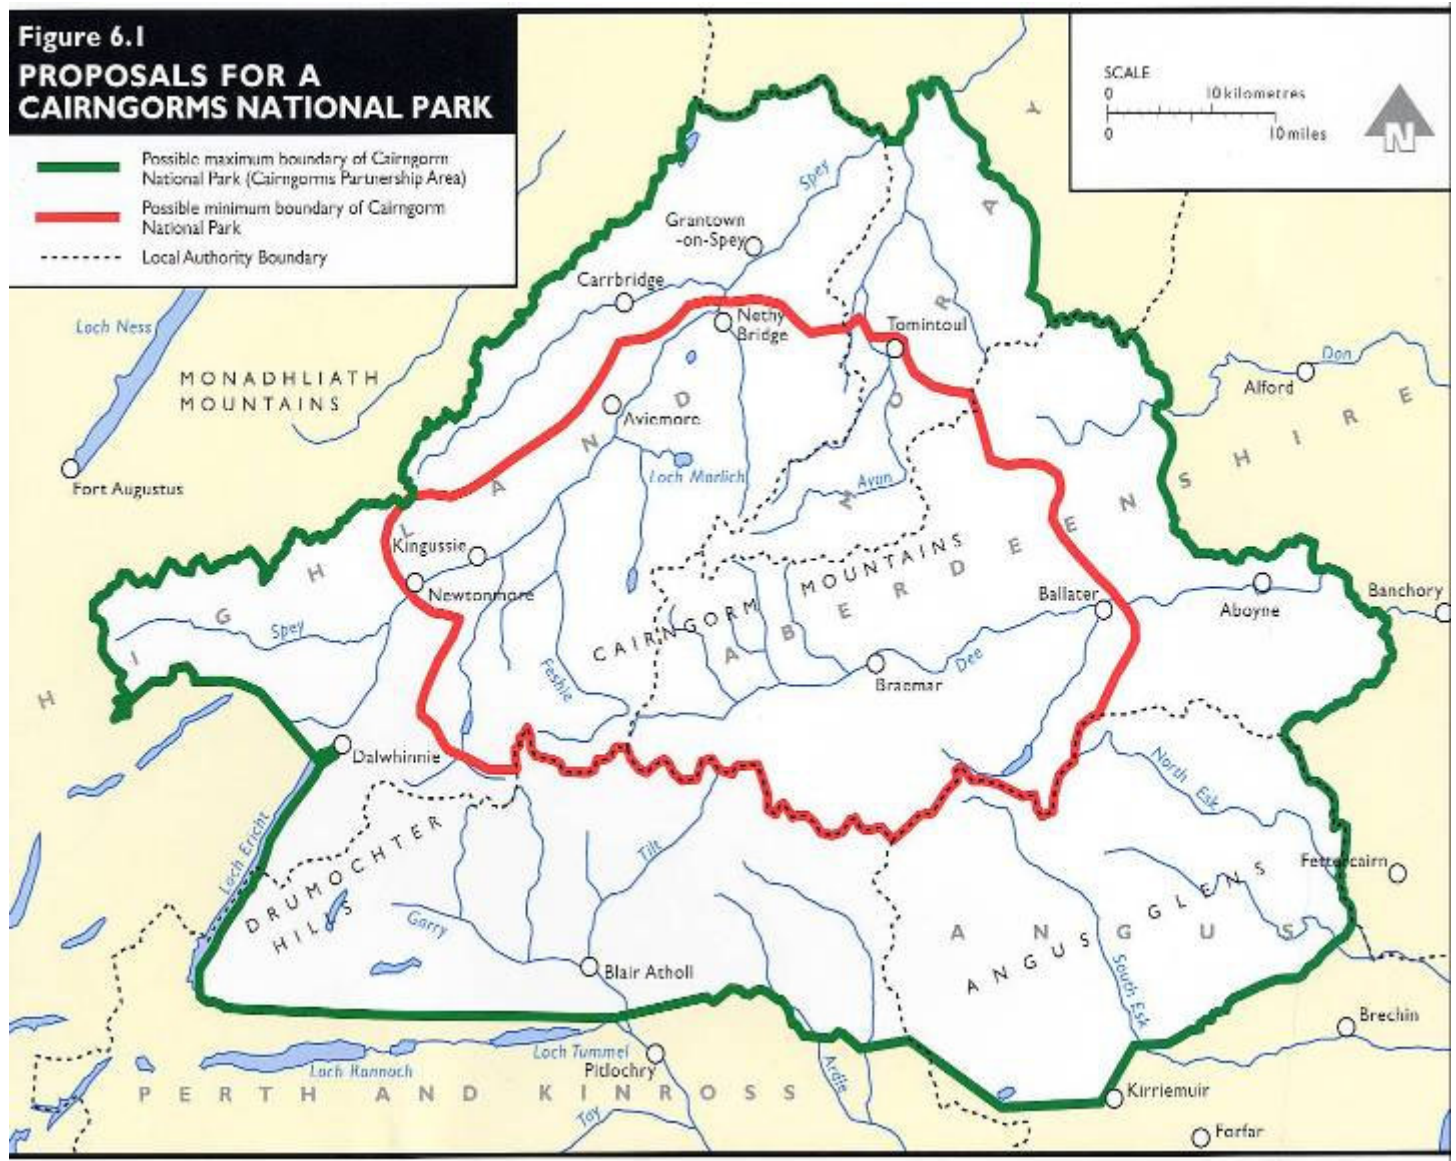 Figure 6.1
PROPOSALS FOR A
CAIRNGORMS NATIONAL PARK
Possible maximum boundary of Cairngorm
National Park (Cairngorms Partnership Area)
Possible minimum boundary of Cairngorm
National Park
Local Authority Boundary
SCALE
0 10 kilometres
0 10 miles
N
Spey
Grantown
-on-Spey
Carrbridge
Nethy
Bridge
Tomintoul
Loch Ness
MONADHLIATH
MOUNTAINS
Don
Alford
Aviemore
Loch Morlich
Avon
Fort Augustus
Kingussie
Newtonmore
Spey
HIGHLAND
MORAY
ABERDEENSHIRE
CAIRNGORM MOUNTAINS
Ballater
Aboyne
Banchory
Feshie
Braemar
Dee
Dalwhinnie
North Esk
Loch Ericht
DRUMOCHTER
HILLS
Tilt
Garry
Fettercairn
ANGUS GLENS
ANGUS
Blair Atholl
South Esk
Brechin
Loch Tummel
Pitlochry
Loch Rannoch
Ardle
PERTH AND KINROSS
Tay
Kirriemuir
Forfar